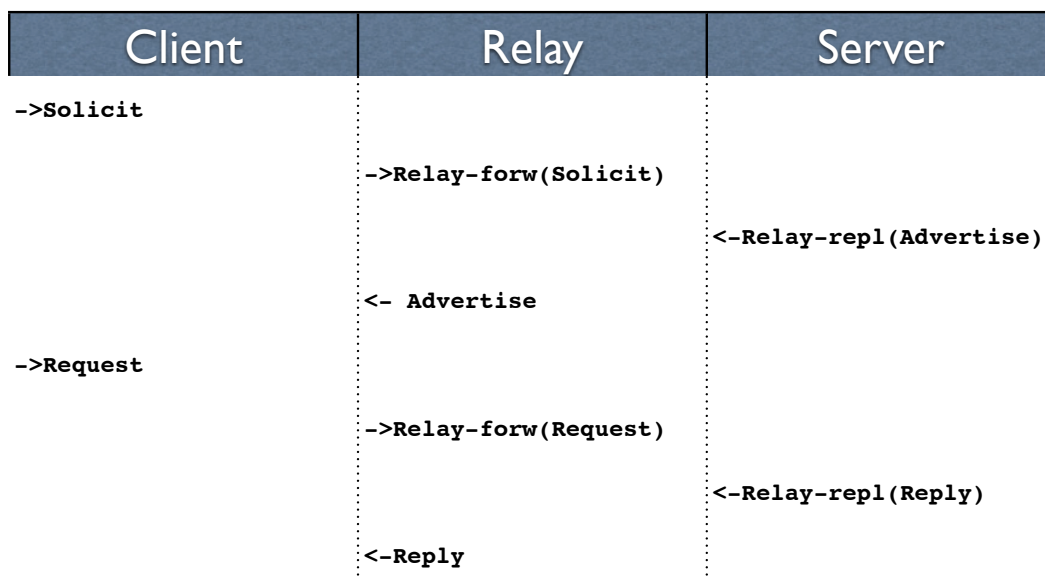 Client Relay Server
->Solicit
->Relay-forw(Solicit)
<-Relay-repl(Advertise)
<- Advertise
->Request
->Relay-forw(Request)
<-Relay-repl(Reply)
<-Reply